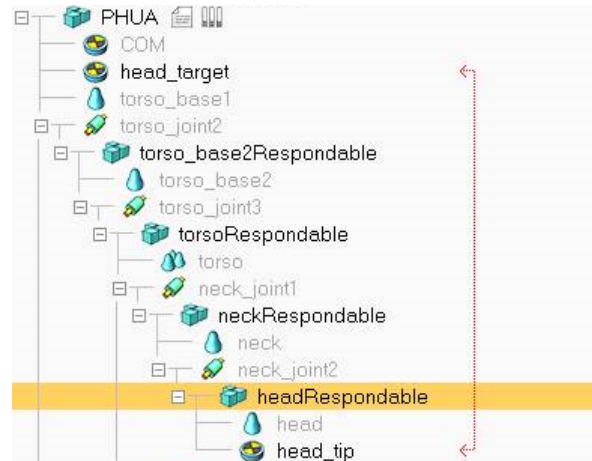 PHUA
COM
head_target
torso_base1
torso_joint2
torso_base2Respondable
torso_base2
torso_joint3
torsoRespondable
torso
neck_joint1
neckRespondable
neck
neck_joint2
headRespondable
head
head_tip